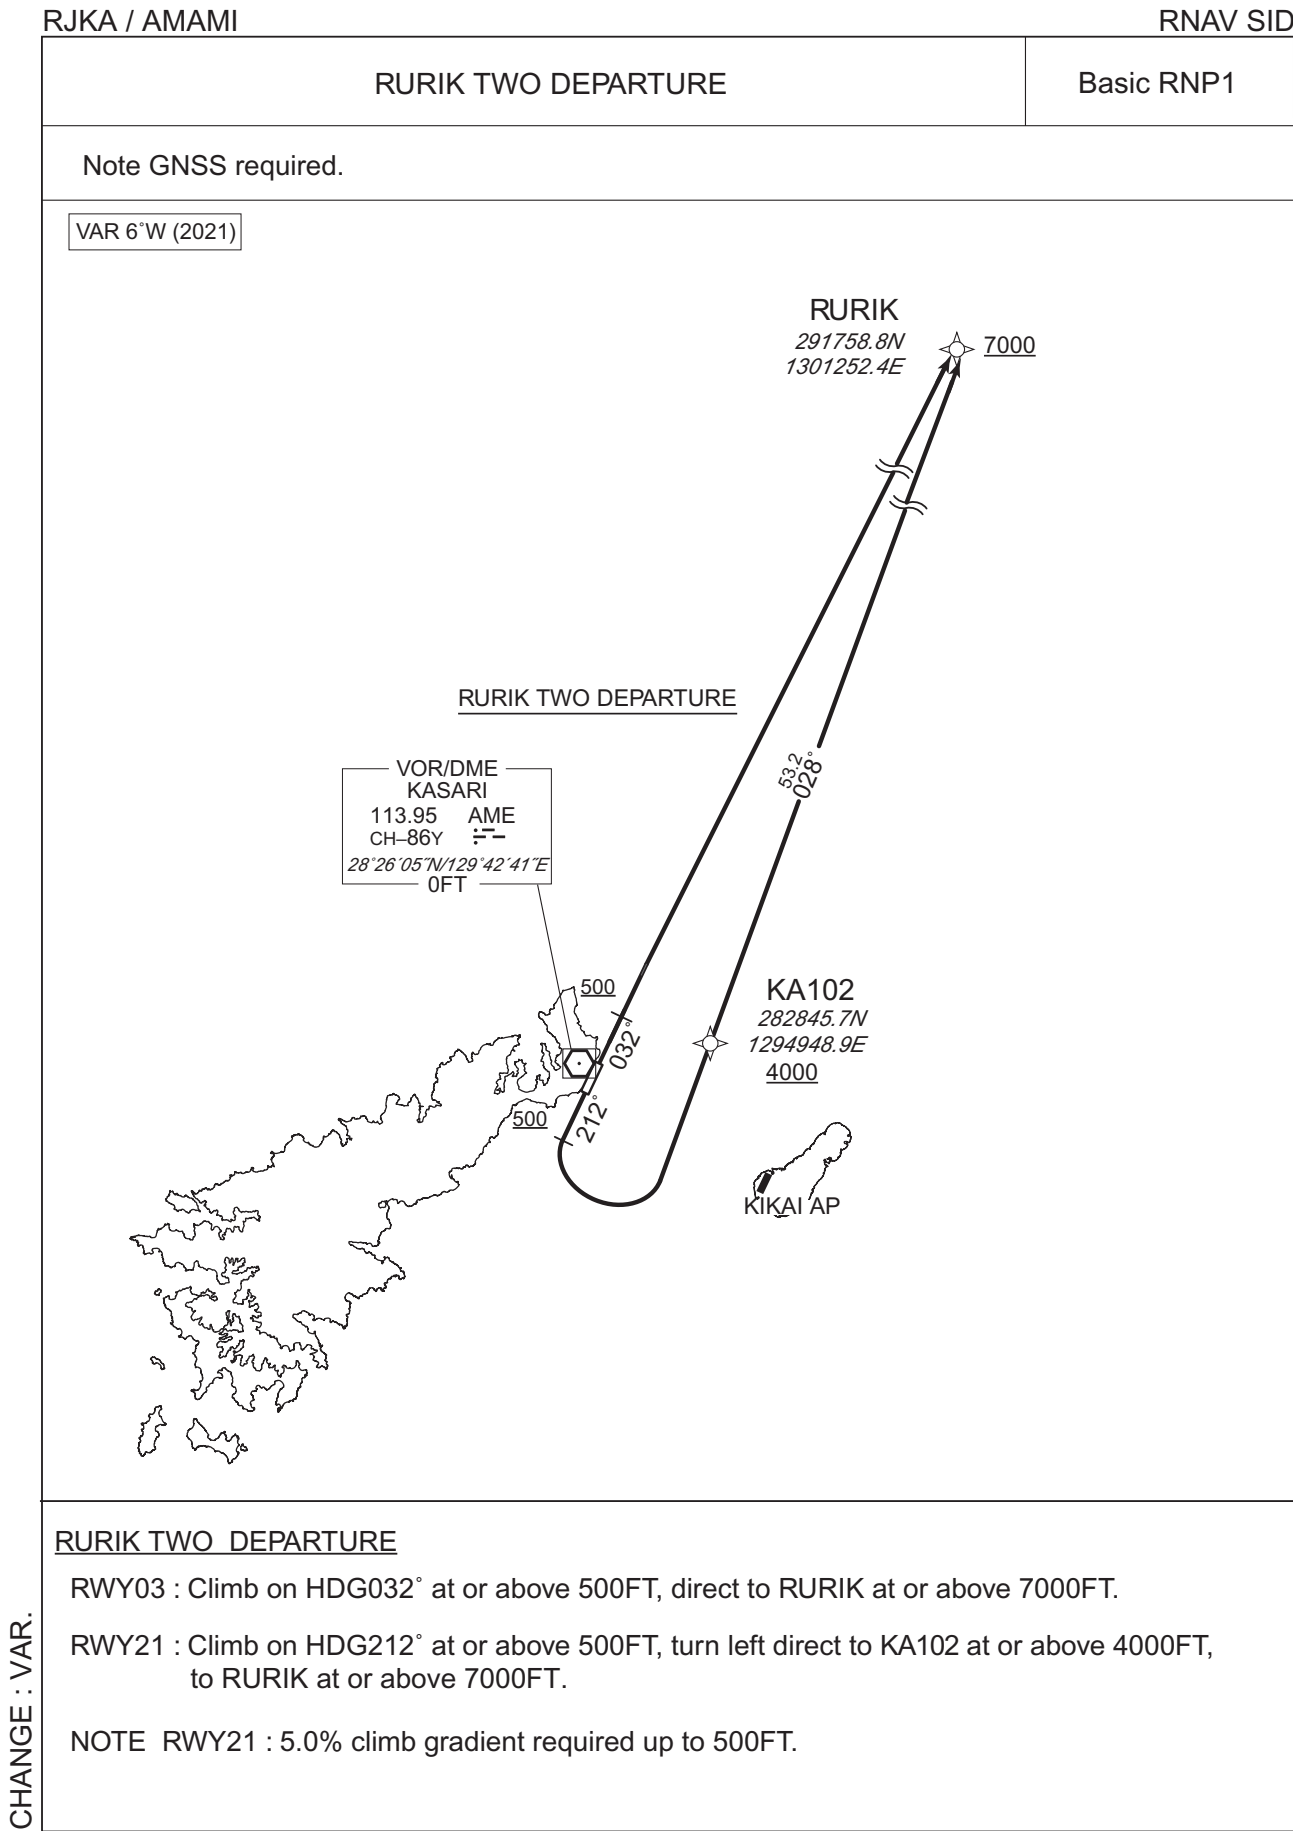 RJKA / AMAMI
RNAV SID
RURIK TWO DEPARTURE
Basic RNP1
Note GNSS required.
VAR 6°W (2021)
RURIK
291758.8N
1301252.4E
7000
RURIK TWO DEPARTURE
53.2
028°
VOR/DME
KASARI
113.95 AME
CH–86Y
28°26´05˝N/129°42´41˝E
0FT
500
032°
KA102
282845.7N
1294948.9E
4000
500
212°
KIKAI AP
RURIK TWO DEPARTURE
RWY03 : Climb on HDG032° at or above 500FT, direct to RURIK at or above 7000FT.
RWY21 : Climb on HDG212° at or above 500FT, turn left direct to KA102 at or above 4000FT,
to RURIK at or above 7000FT.
NOTE RWY21 : 5.0% climb gradient required up to 500FT.
CHANGE : VAR.